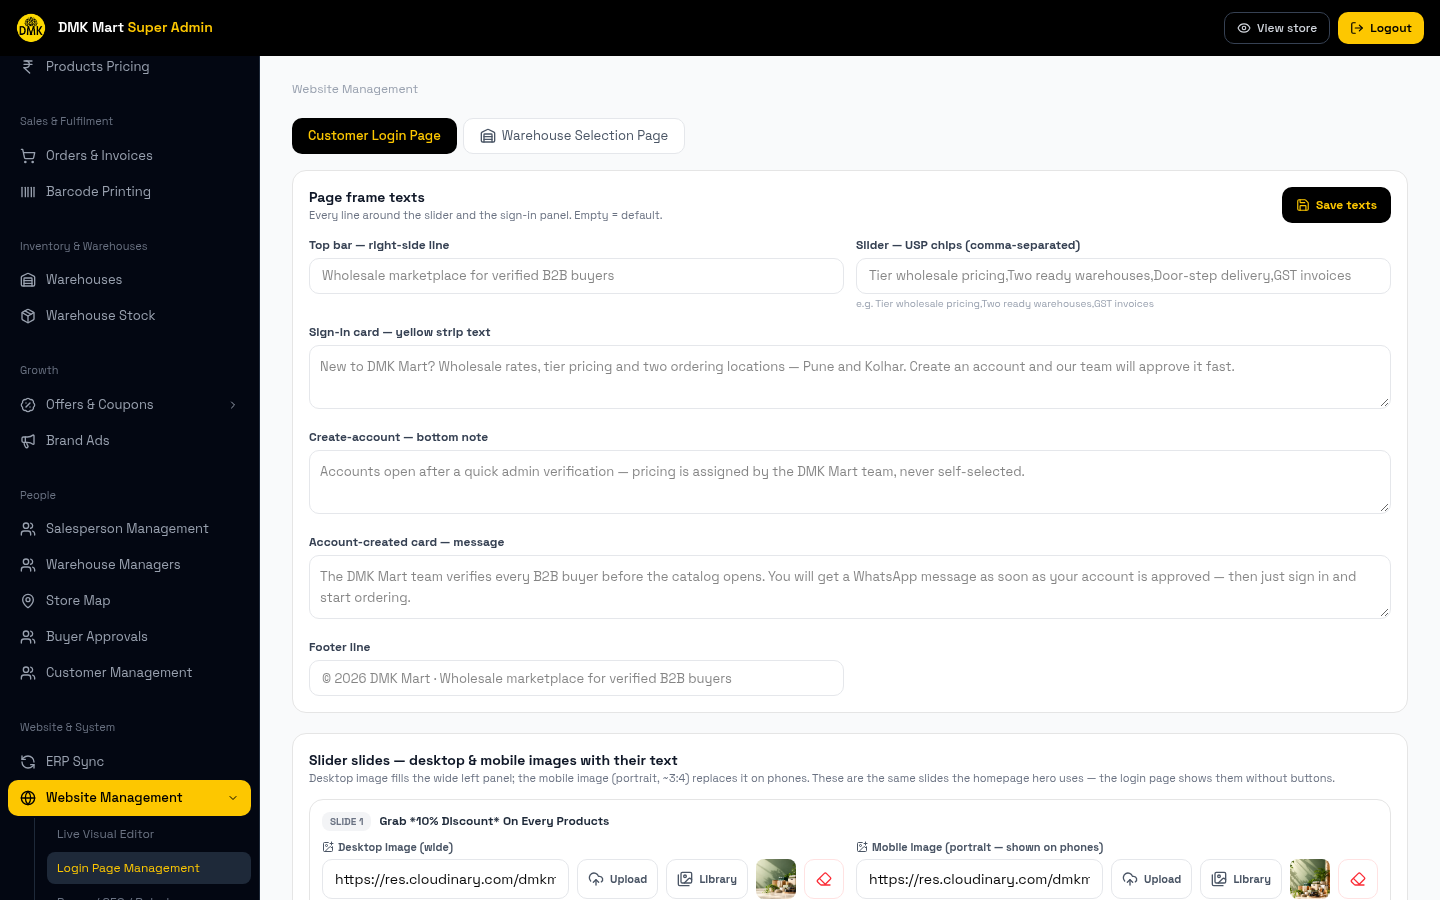 DMK
DMK Mart Super Admin
View store
Logout
Products Pricing
Sales & Fulfilment
Orders & Invoices
Barcode Printing
Inventory & Warehouses
Warehouses
Warehouse Stock
Growth
Offers & Coupons
Brand Ads
People
Salesperson Management
Warehouse Managers
Store Map
Buyer Approvals
Customer Management
Website & System
ERP Sync
Website Management
Live Visual Editor
Login Page Management
Website Management
Customer Login Page
Warehouse Selection Page
Page frame texts
Every line around the slider and the sign-in panel. Empty = default.
Save texts
Top bar — right-side line
Wholesale marketplace for verified B2B buyers
Slider — USP chips (comma-separated)
Tier wholesale pricing,Two ready warehouses,Door-step delivery,GST invoices
e.g. Tier wholesale pricing,Two ready warehouses,GST invoices
Sign-in card — yellow strip text
New to DMK Mart? Wholesale rates, tier pricing and two ordering locations — Pune and Kolhar. Create an account and our team will approve it fast.
Create-account — bottom note
Accounts open after a quick admin verification — pricing is assigned by the DMK Mart team, never self-selected.
Account-created card — message
The DMK Mart team verifies every B2B buyer before the catalog opens. You will get a WhatsApp message as soon as your account is approved — then just sign in and
start ordering.
Footer line
© 2026 DMK Mart · Wholesale marketplace for verified B2B buyers
Slider slides — desktop & mobile images with their text
Desktop image fills the wide left panel; the mobile image (portrait, ~3:4) replaces it on phones. These are the same slides the homepage hero uses — the login page shows them without buttons.
SLIDE 1
Grab *10% Discount* On Every Products
Desktop image (wide)
https://res.cloudinary.com/dmkm
Upload
Library
Mobile image (portrait — shown on phones)
https://res.cloudinary.com/dmkm
Upload
Library